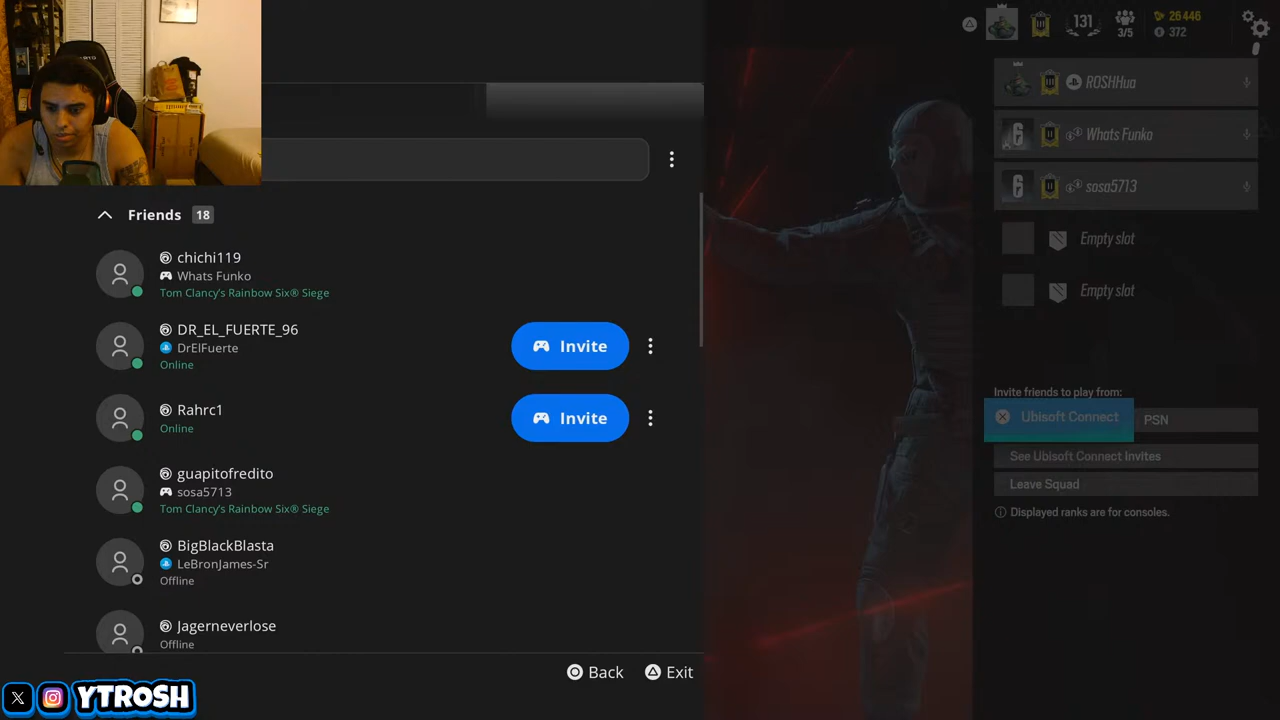 131
3/5
26 446
372
ROSHHua
Whats Funko
sosa5713
Empty slot
Empty slot
Invite friends to play from:
Ubisoft Connect
PSN
See Ubisoft Connect Invites
Leave Squad
Displayed ranks are for consoles.
Friends 18
chichi119
Whats Funko
Tom Clancy's Rainbow Six® Siege
DR_EL_FUERTE_96
DrElFuerte
Online
Invite
Rahrc1
Online
Invite
guapitofredito
sosa5713
Tom Clancy's Rainbow Six® Siege
BigBlackBlasta
LeBronJames-Sr
Offline
Jagerneverlose
Offline
Back
Exit
YTROSH